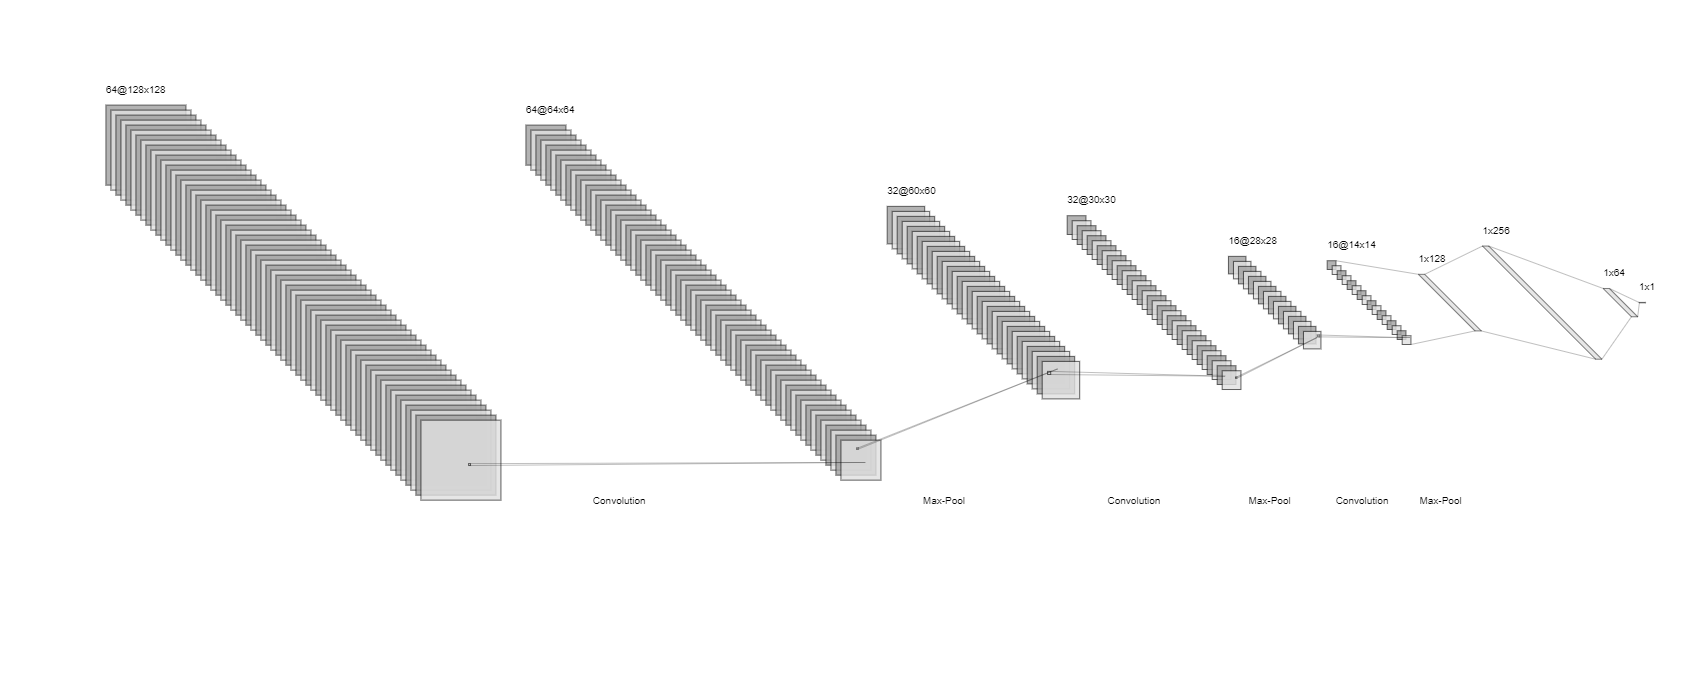 64@128x128
64@64x64
32@60x60
32@30x30
16@28x28
16@14x14
1x128
1x256
1x64
1x1
Convolution
Max-Pool
Convolution
Max-Pool
Convolution
Max-Pool